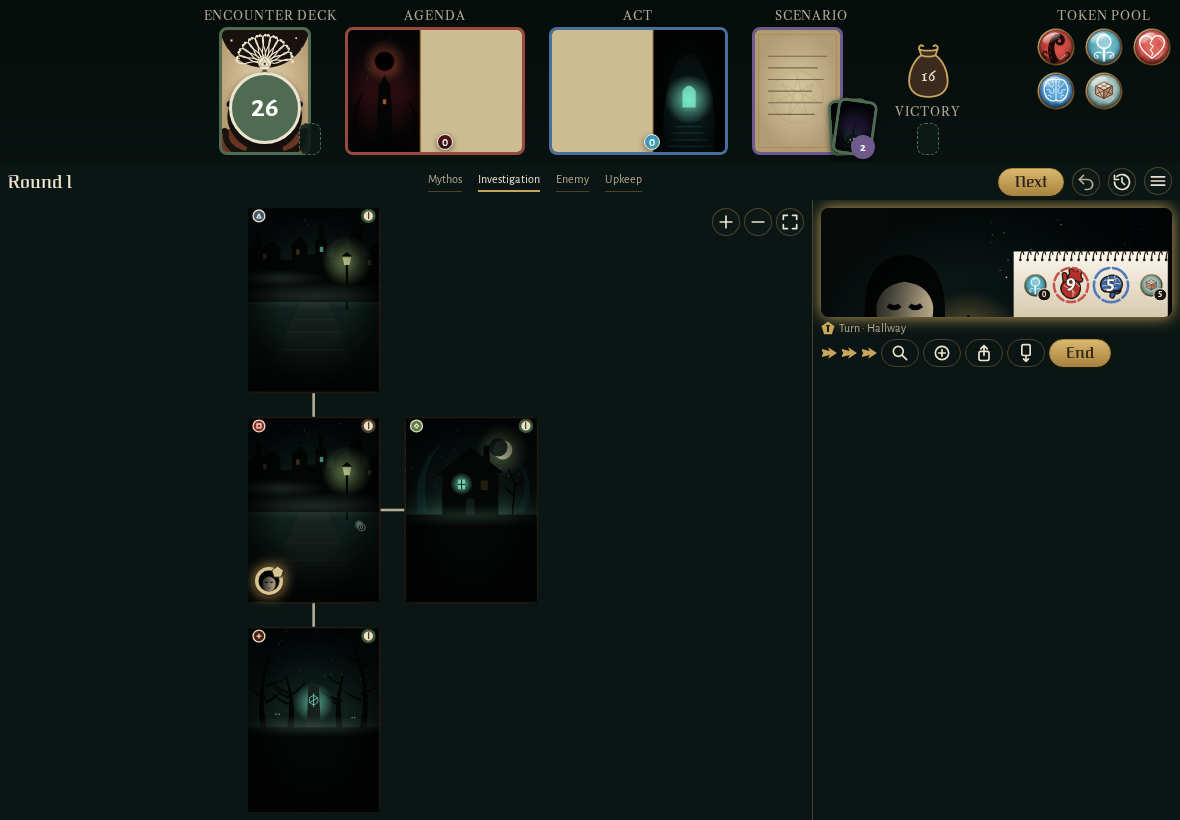 ENCOUNTER DECK
AGENDA
ACT
SCENARIO
TOKEN POOL
26
16
VICTORY
0
0
2
Round 1
Mythos
Investigation
Enemy
Upkeep
Next
0
9
5
5
Turn · Hallway
End